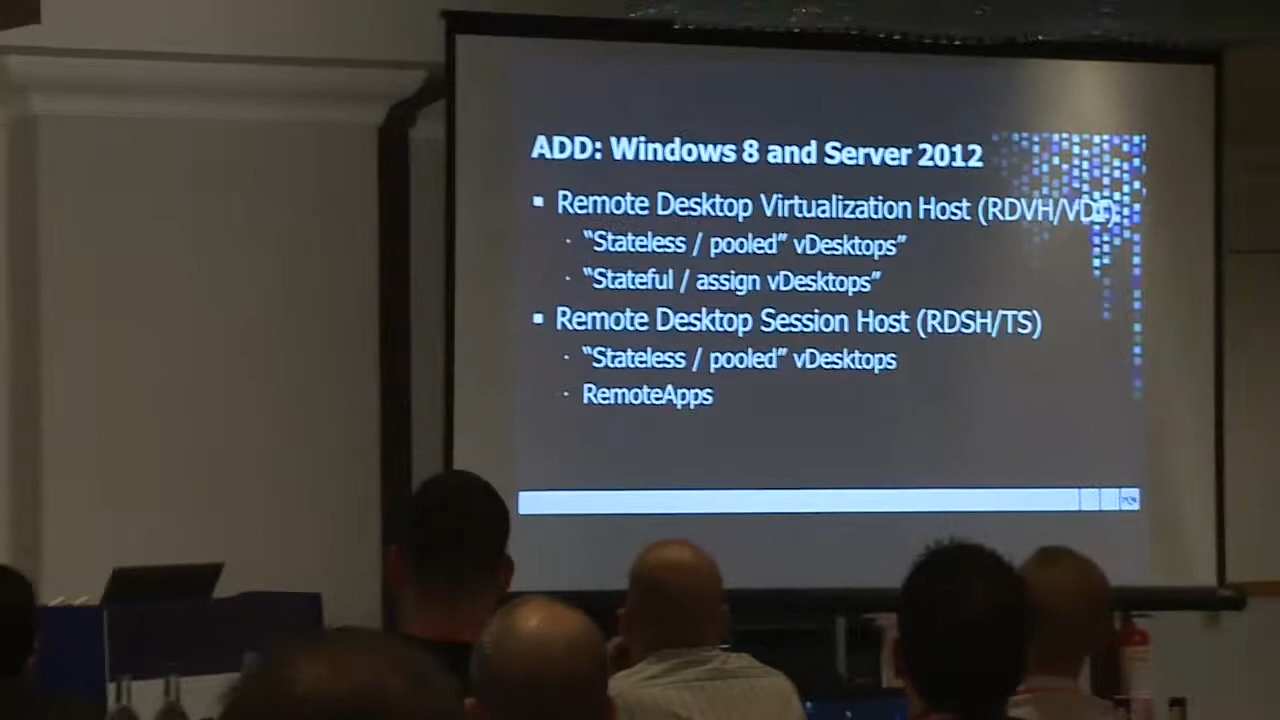 ADD: Windows 8 and Server 2012
Remote Desktop Virtualization Host (RDVH/VDI)
“Stateless / pooled” vDesktops”
“Stateful / assign vDesktops”
Remote Desktop Session Host (RDSH/TS)
“Stateless / pooled” vDesktops
RemoteApps